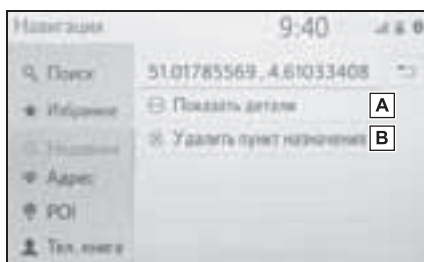 Навигация 9:40
Поиск
51.01785569 , 4.61033408
Избранное
Показать детали A
Удалить пункт назначения B
Адрес
POI
Тел. книга